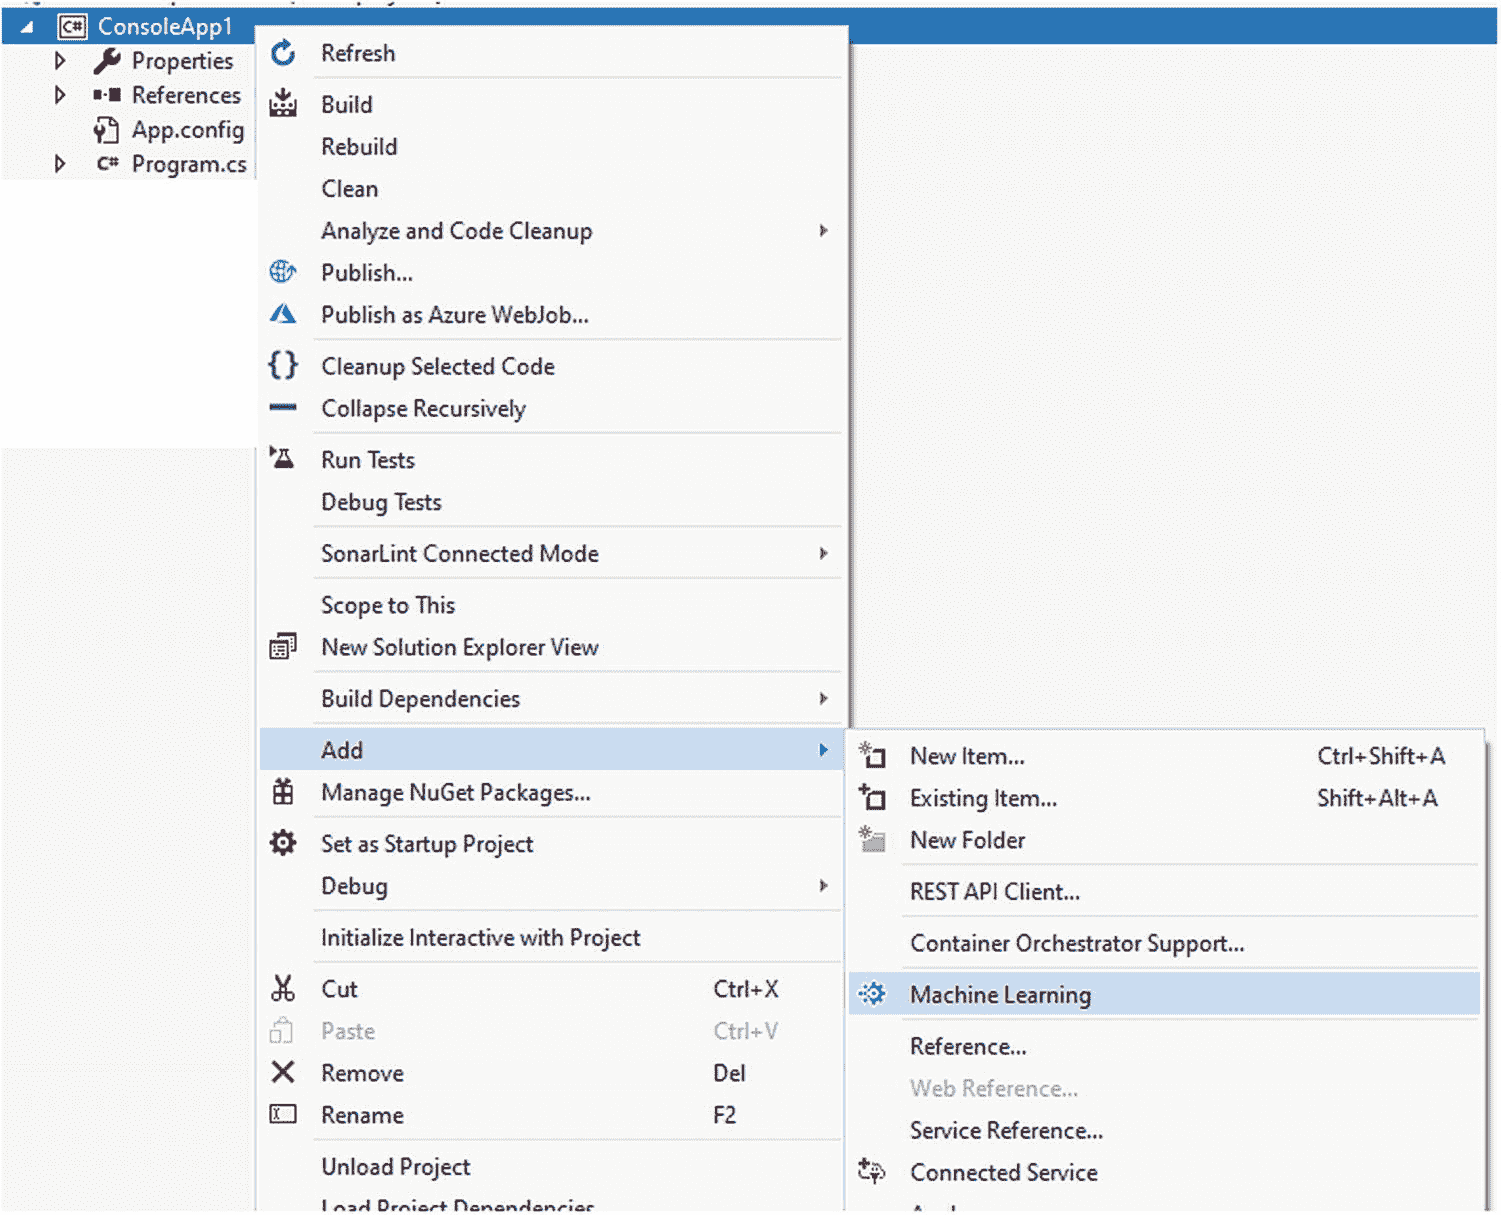 ConsoleApp1
Properties
References
App.config
Program.cs
Refresh
Build
Rebuild
Clean
Analyze and Code Cleanup
Publish...
Publish as Azure WebJob...
Cleanup Selected Code
Collapse Recursively
Run Tests
Debug Tests
SonarLint Connected Mode
Scope to This
New Solution Explorer View
Build Dependencies
Add
Manage NuGet Packages...
Set as Startup Project
Debug
Initialize Interactive with Project
Cut Ctrl+X
Paste Ctrl+V
Remove Del
Rename F2
Unload Project
Load Project Dependencies
New Item... Ctrl+Shift+A
Existing Item... Shift+Alt+A
New Folder
REST API Client...
Container Orchestrator Support...
Machine Learning
Reference...
Web Reference...
Service Reference...
Connected Service